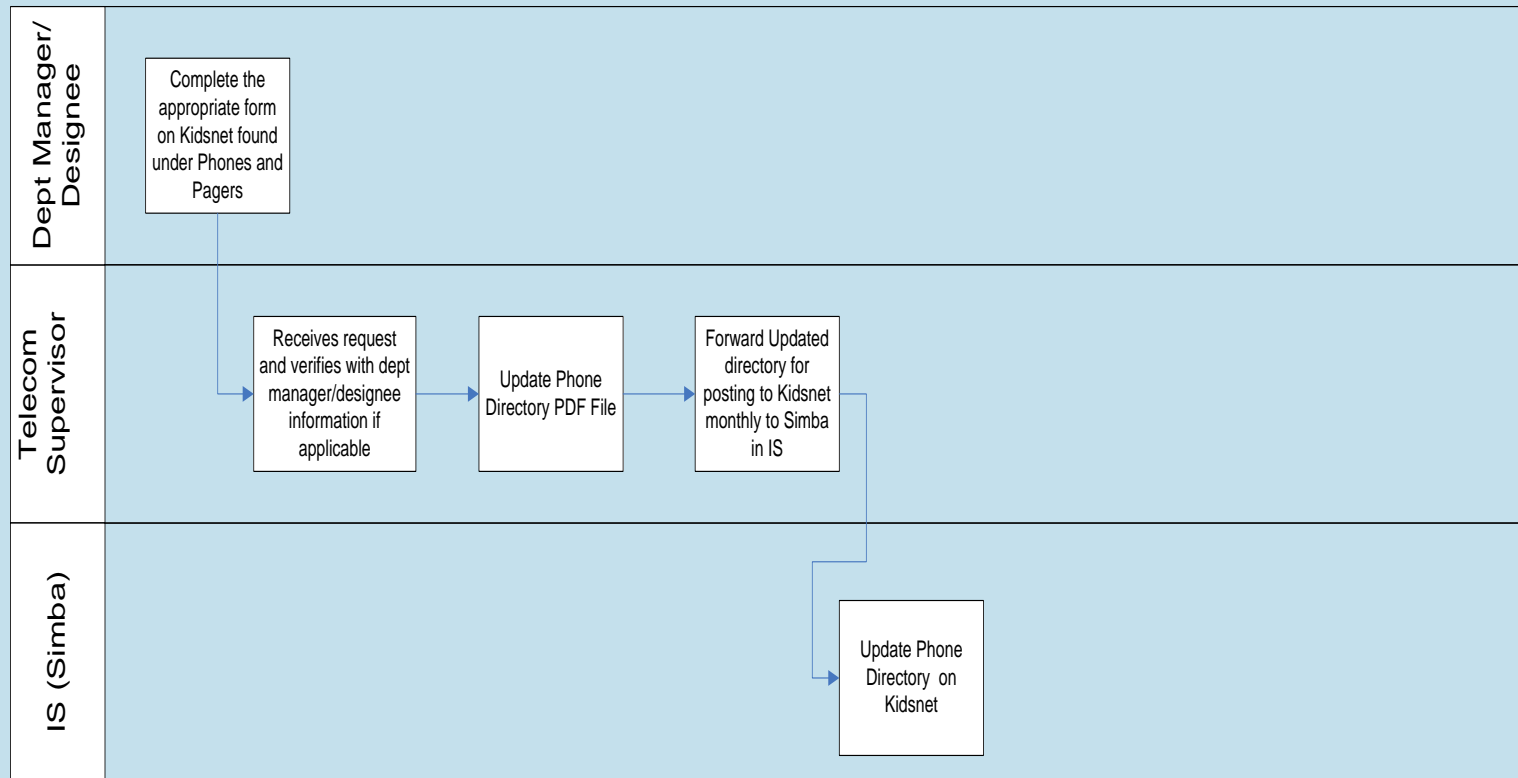 Dept Manager/
Designee
Complete the
appropriate form
on Kidsnet found
under Phones and
Pagers
Telecom
Supervisor
Receives request
and verifies with dept
manager/designee
information if
applicable
Update Phone
Directory PDF File
Forward Updated
directory for
posting to Kidsnet
monthly to Simba
in IS
IS (Simba)
Update Phone
Directory on
Kidsnet